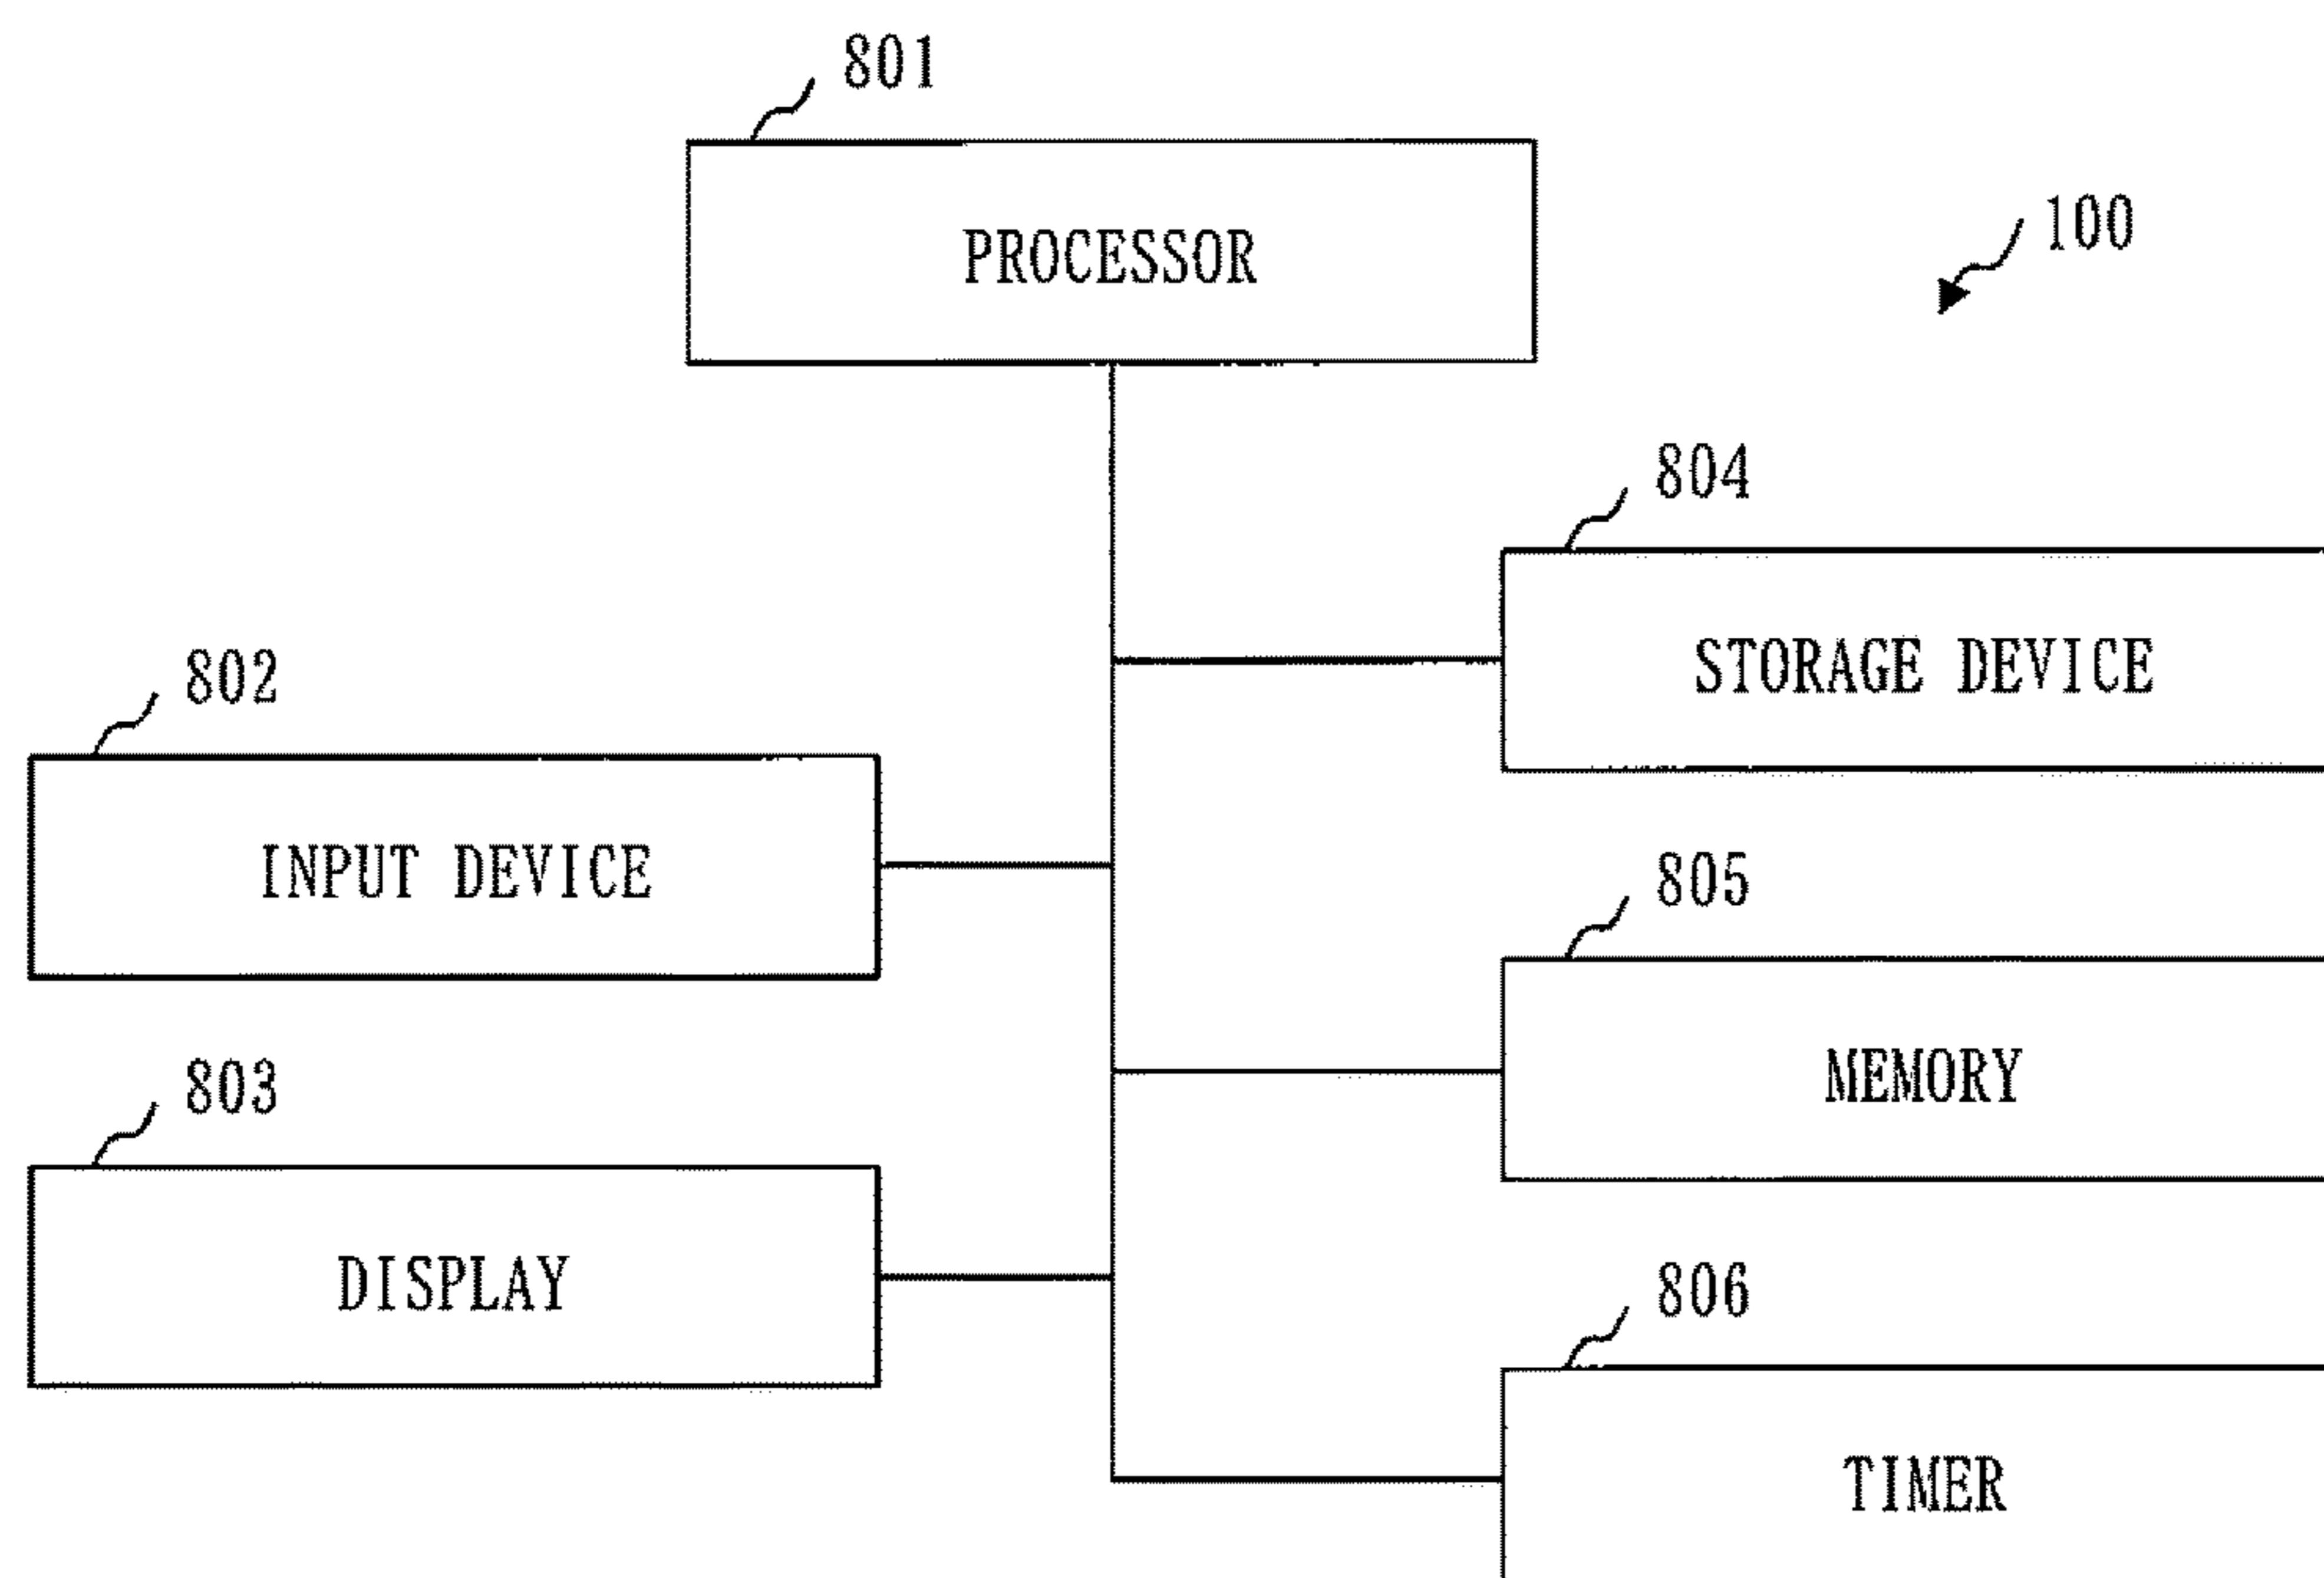 801
PROCESSOR
100
804
STORAGE DEVICE
802
INPUT DEVICE
805
MEMORY
803
DISPLAY
806
TIMER